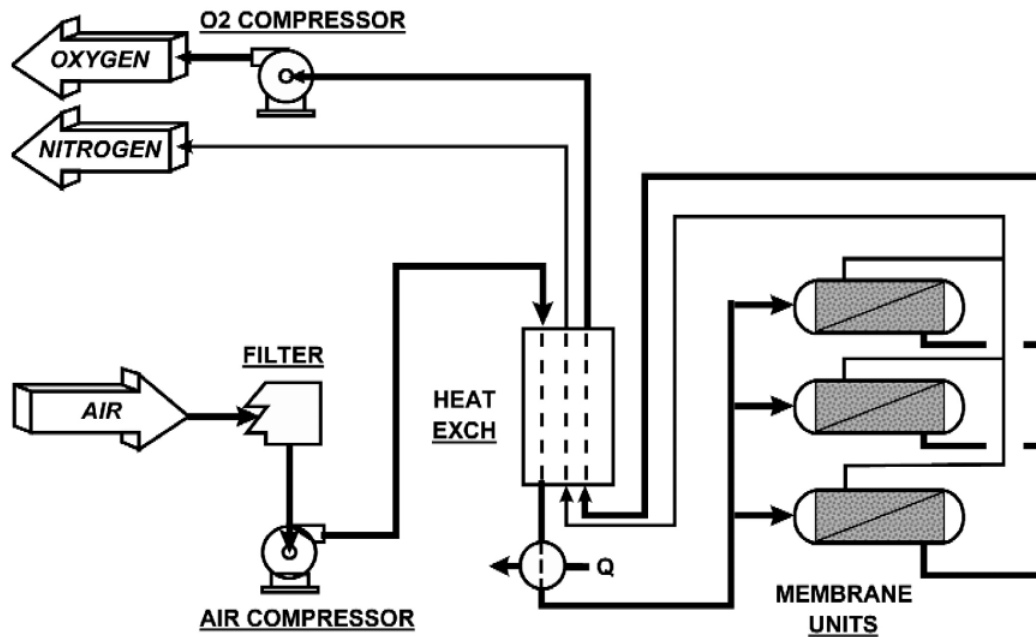 O2 COMPRESSOR
OXYGEN
NITROGEN
FILTER
AIR
HEAT
EXCH
Q
AIR COMPRESSOR
MEMBRANE
UNITS